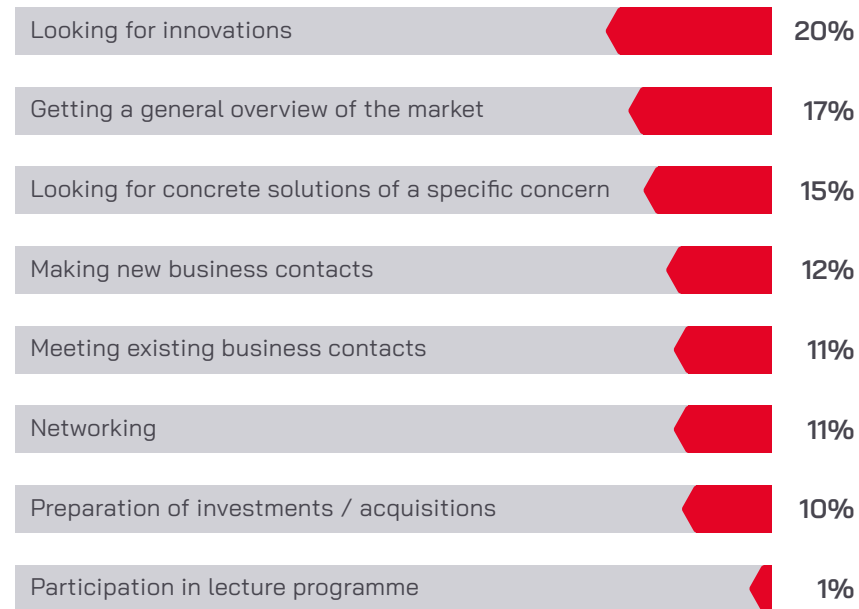 Looking for innovations 20%
Getting a general overview of the market 17%
Looking for concrete solutions of a specific concern 15%
Making new business contacts 12%
Meeting existing business contacts 11%
Networking 11%
Preparation of investments / acquisitions 10%
Participation in lecture programme 1%